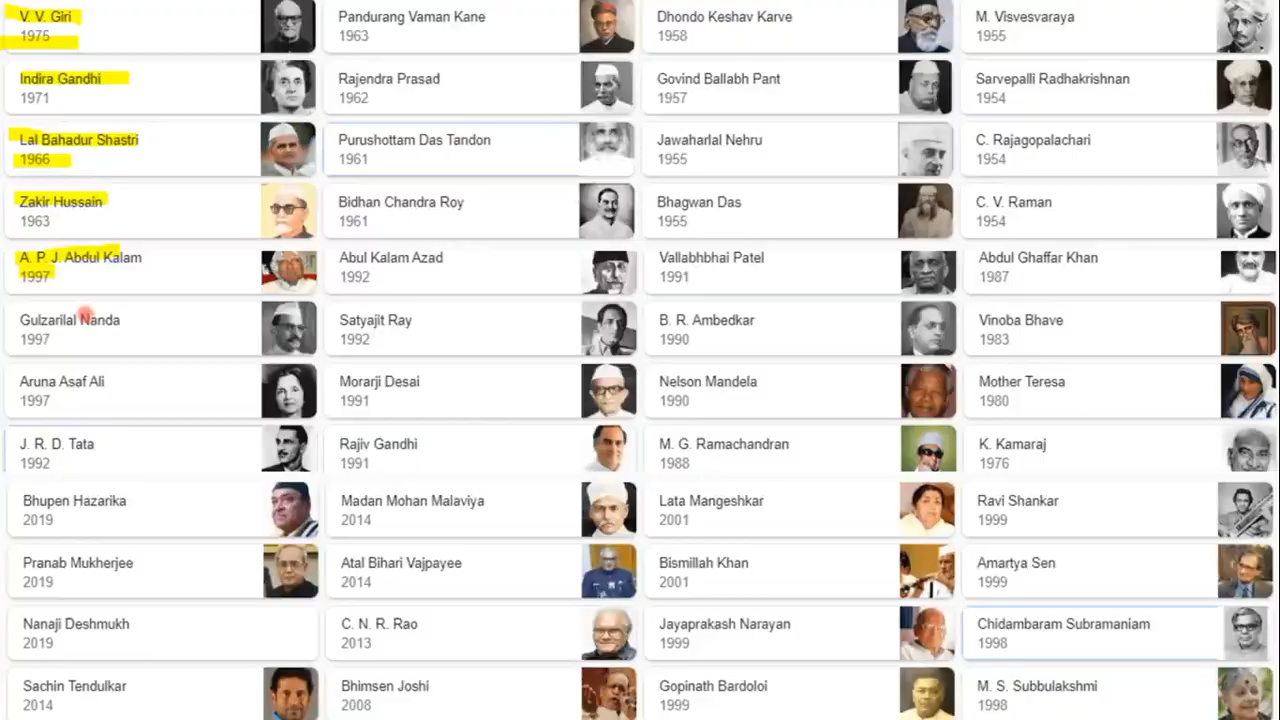 V. V. Giri
1975
Pandurang Vaman Kane
1963
Dhondo Keshav Karve
1958
M. Visvesvaraya
1955
Indira Gandhi
1971
Rajendra Prasad
1962
Govind Ballabh Pant
1957
Sarvepalli Radhakrishnan
1954
Lal Bahadur Shastri
1966
Purushottam Das Tandon
1961
Jawaharlal Nehru
1955
C. Rajagopalachari
1954
Zakir Hussain
1963
Bidhan Chandra Roy
1961
Bhagwan Das
1955
C. V. Raman
1954
A. P. J. Abdul Kalam
1997
Abul Kalam Azad
1992
Vallabhbhai Patel
1991
Abdul Ghaffar Khan
1987
Gulzarilal Nanda
1997
Satyajit Ray
1992
B. R. Ambedkar
1990
Vinoba Bhave
1983
Aruna Asaf Ali
1997
Morarji Desai
1991
Nelson Mandela
1990
Mother Teresa
1980
J. R. D. Tata
1992
Rajiv Gandhi
1991
M. G. Ramachandran
1988
K. Kamaraj
1976
Bhupen Hazarika
2019
Madan Mohan Malaviya
2014
Lata Mangeshkar
2001
Ravi Shankar
1999
Pranab Mukherjee
2019
Atal Bihari Vajpayee
2014
Bismillah Khan
2001
Amartya Sen
1999
Nanaji Deshmukh
2019
C. N. R. Rao
2013
Jayaprakash Narayan
1999
Chidambaram Subramaniam
1998
Sachin Tendulkar
2014
Bhimsen Joshi
2008
Gopinath Bardoloi
1999
M. S. Subbulakshmi
1998